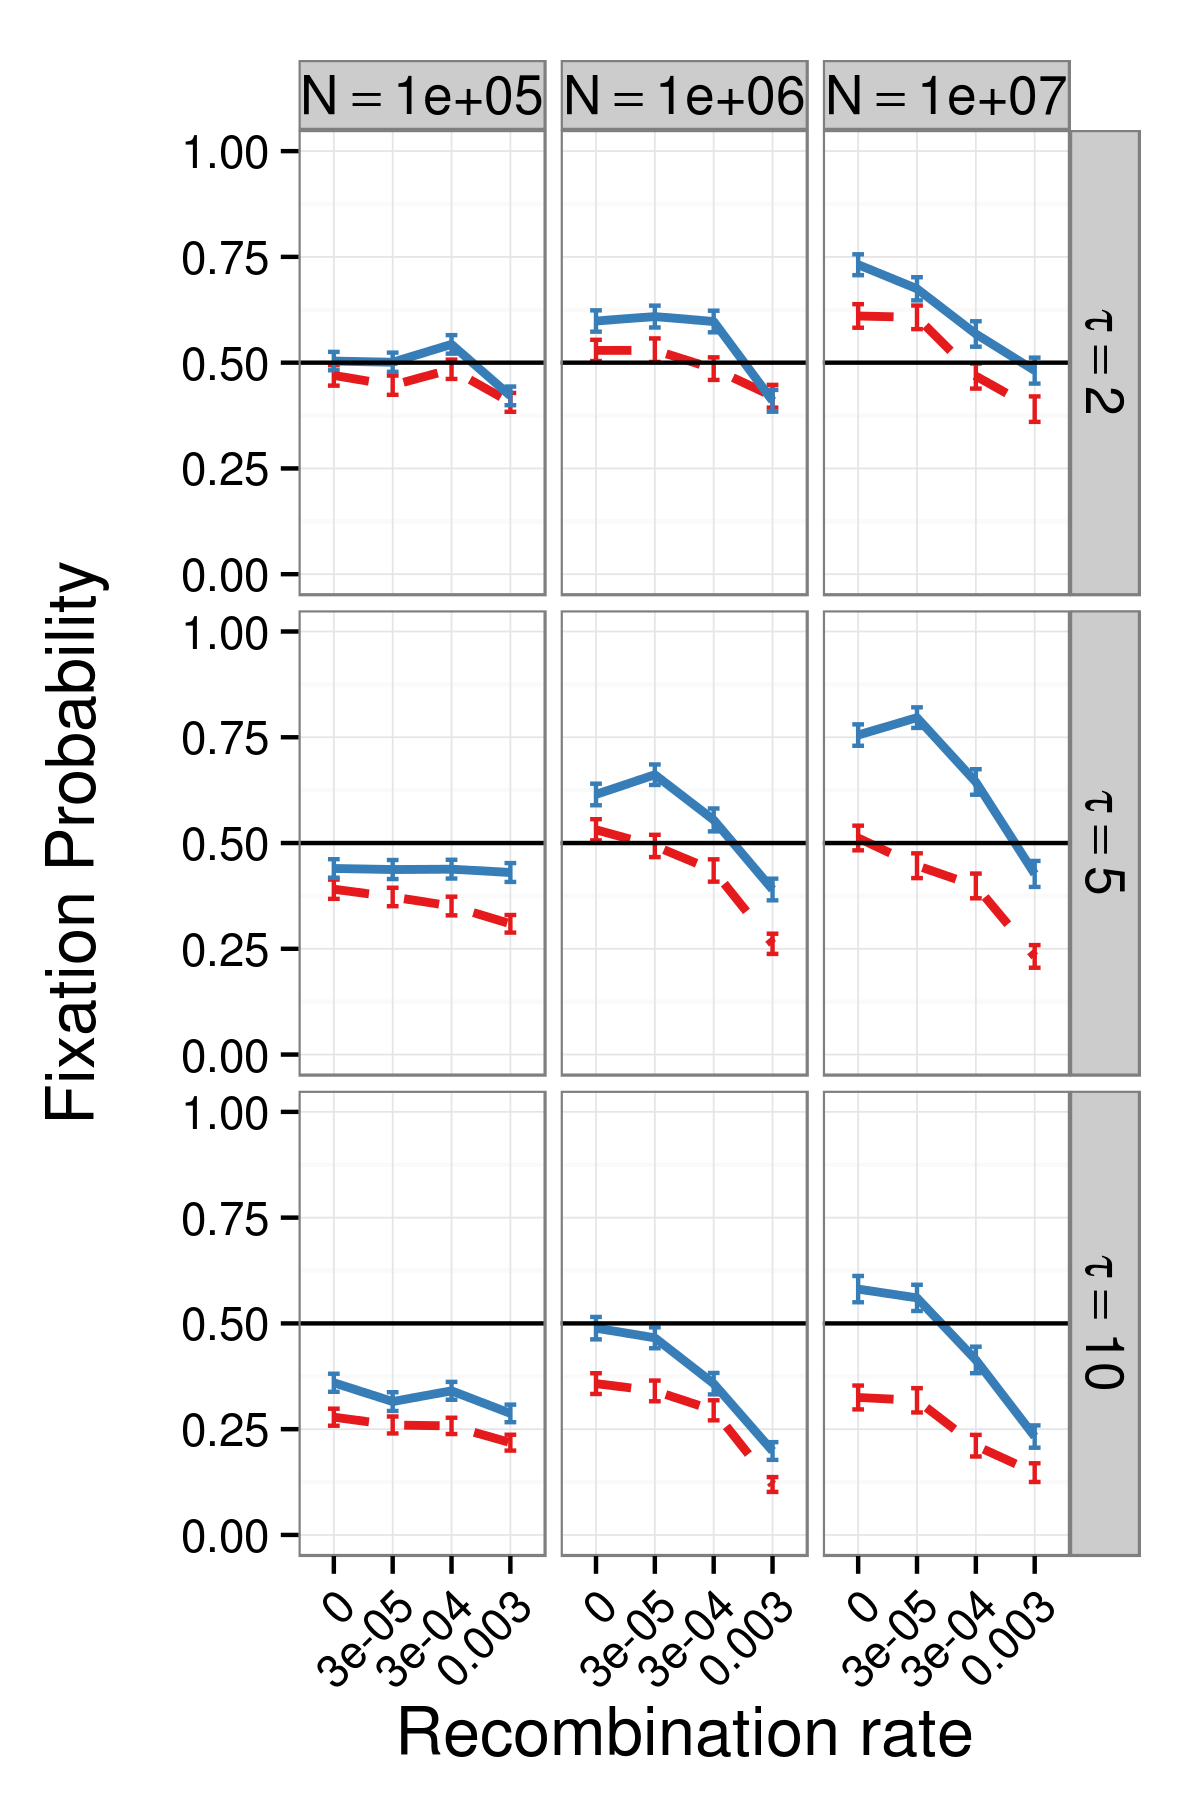 N = 1e+05
N = 1e+06
N = 1e+07
1.00
0.75
0.50
0.25
0.00
τ = 2
1.00
0.75
0.50
0.25
0.00
τ = 5
1.00
0.75
0.50
0.25
0.00
τ = 10
Fixation Probability
0
3e-05
3e-04
0.003
0
3e-05
3e-04
0.003
0
3e-05
3e-04
0.003
Recombination rate